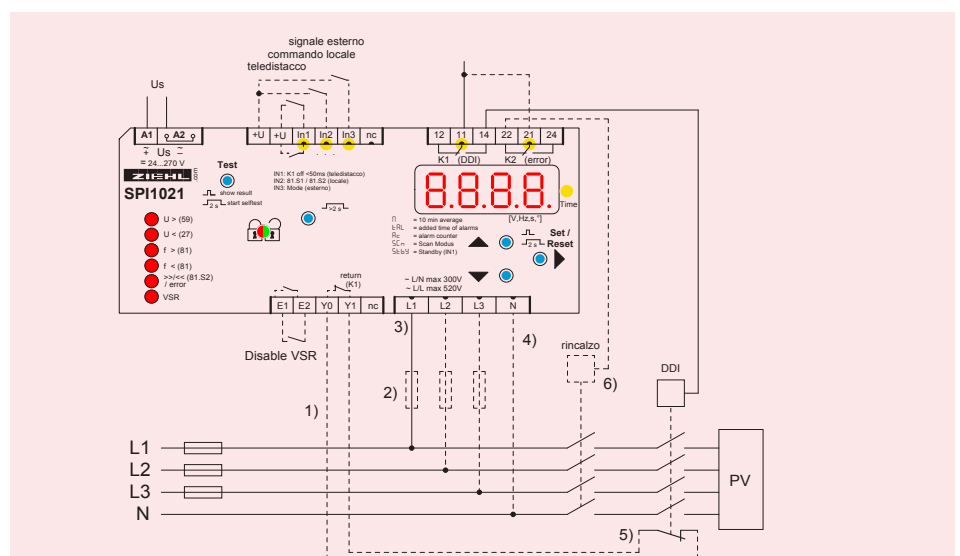 signale esterno
commando locale
teledistacco
Us
A1 A2
+U +U In1 In2 In3 nc
12 11 14 22 21 24
Us
= 24...270 V
K1 (DDI) K2 (error)
ZIEHL
.com
SPI1021
Test
show result
2 s start selftest
IN1: K1 off <50ms (teledistacco)
IN2: 81.S1 / 81.S2 (locale)
IN3: Mode (esterno)
>2 s
8.8.8.8.
Time
[V,Hz,s,°]
= 10 min average
= added time of alarms
= alarm counter
= Scan Modus
= Standby (IN1)
2 s
Set /
Reset
U > (59)
U < (27)
f > (81)
f < (81)
>>/<< (81.S2)
/ error
VSR
return
(K1)
~ L/N max 300V
~ L/L max 520V
E1 E2 Y0 Y1 nc
L1 L2 L3 N
Disable VSR
3)
4)
rincalzo
DDI
6)
2)
1)
L1
L2
L3
N
PV
5)